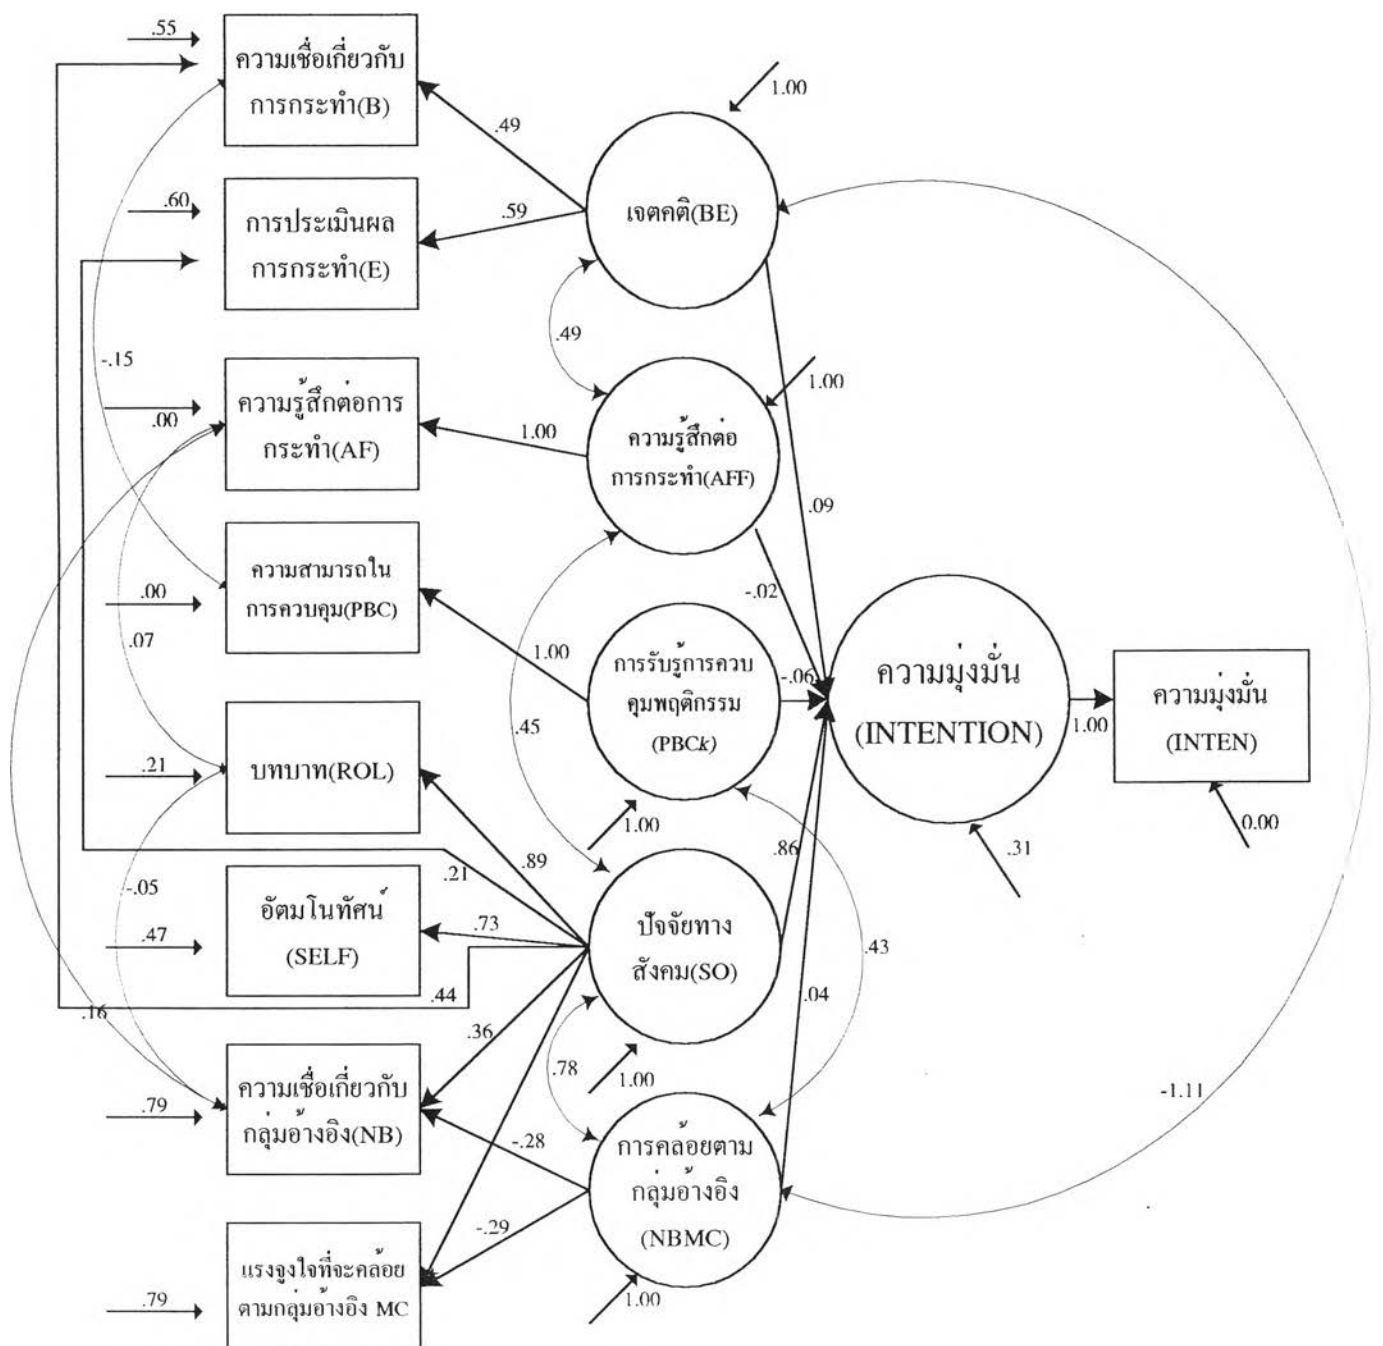 .55
ความเชื่อเกี่ยวกับ
การกระทำ(B)
1.00
.49
.60
การประเมินผล
การกระทำ(E)
.59
เจตคติ(BE)
.49
-.15
.00
ความรู้สึกต่อการ
กระทำ(AF)
1.00
1.00
ความรู้สึกต่อ
การกระทำ(AFF)
.09
-.02
.00
ความสามารถใน
การควบคุม(PBC)
.07
1.00
การรับรู้การควบ
คุมพฤติกรรม
(PBCk)
-.06
ความมุ่งมั่น
(INTENTION)
1.00
ความมุ่งมั่น
(INTEN)
.45
.21
บทบาท(ROL)
1.00
0.00
.31
.86
.89
.21
-.05
.47
อัตมโนทัศน์
(SELF)
.73
ปัจจัยทาง
สังคม(SO)
.43
.44
.04
.16
.36
.78
1.00
-1.11
.79
ความเชื่อเกี่ยวกับ
กลุ่มอ้างอิง(NB)
-.28
การคล้อยตาม
กลุ่มอ้างอิง
(NBMC)
-.29
.79
แรงจูงใจที่จะคล้อย
ตามกลุ่มอ้างอิง MC
1.00